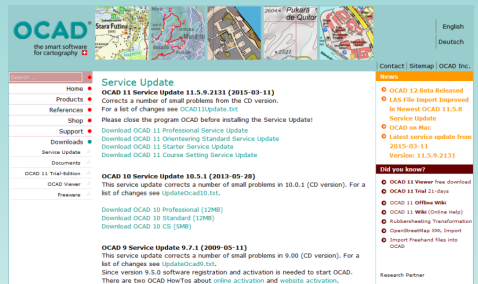 OCAD
the smart software
for cartography
Stara Fužina
2604
Pukará
de Quitor
English
Deutsch
Contact | Sitemap | OCAD Inc.
Search ...
Home
Products
References
Shop
Support
Downloads
Service Update
Documents
OCAD 11 Trial-Edition
OCAD Viewer
Freeware
Service Update
OCAD 11 Service Update 11.5.9.2131 (2015-03-11)
Corrects a number of small problems from the CD version.
For a list of changes see OCAD11Update.txt
Please close the program OCAD before installing the Service Update!
Download OCAD 11 Professional Service Update
Download OCAD 11 Orienteering Standard Service Update
Download OCAD 11 Starter Service Update
Download OCAD 11 Course Setting Service Update
OCAD 10 Service Update 10.5.1 (2013-05-28)
This service update corrects a number of small problems in 10.0.1 (CD version). For a
list of changes see UpdateOcad10.txt.
Download OCAD 10 Professional (12MB)
Download OCAD 10 Standard (12MB)
Download OCAD 10 CS (5MB)
OCAD 9 Service Update 9.7.1 (2009-05-11)
This service update corrects a number of small problems in 9.00 (CD version). For a
list of changes see UpdateOcad9.txt.
Since version 9.5.0 software registration and activation is needed to start OCAD.
There are two OCAD HowTos about online activation and website activation.
News
OCAD 12 Beta Released
LAS File Import Improved
in Newest OCAD 11.5.8
Service Update
OCAD on Mac
Latest service update from
2015-03-11
Version: 11.5.9.2131
Did you know?
OCAD 11 Viewer free download
OCAD 11 Trial 21-days
OCAD 11 Offline Wiki
OCAD 11 Wiki (Online Help)
Rubbersheeting Transformation
OpenStreetMap XML Import
Import Freehand files into
OCAD
Research Partner